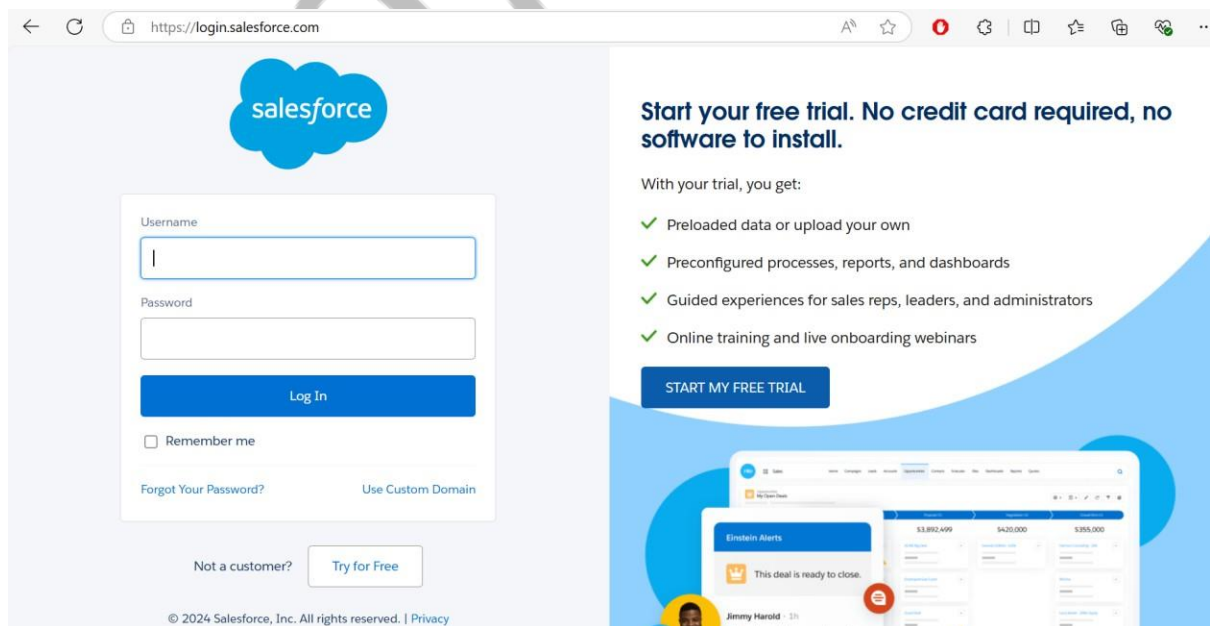 https://login.salesforce.com
salesforce
Username
Password
Log In
Remember me
Forgot Your Password? Use Custom Domain
Not a customer? Try for Free
© 2024 Salesforce, Inc. All rights reserved. | Privacy
Start your free trial. No credit card required, no
software to install.
With your trial, you get:
Preloaded data or upload your own
Preconfigured processes, reports, and dashboards
Guided experiences for sales reps, leaders, and administrators
Online training and live onboarding webinars
START MY FREE TRIAL
Sales
My Open Deals
$3,892,499 $420,000 $355,000
Einstein Alerts
This deal is ready to close.
Jimmy Harold · 1h